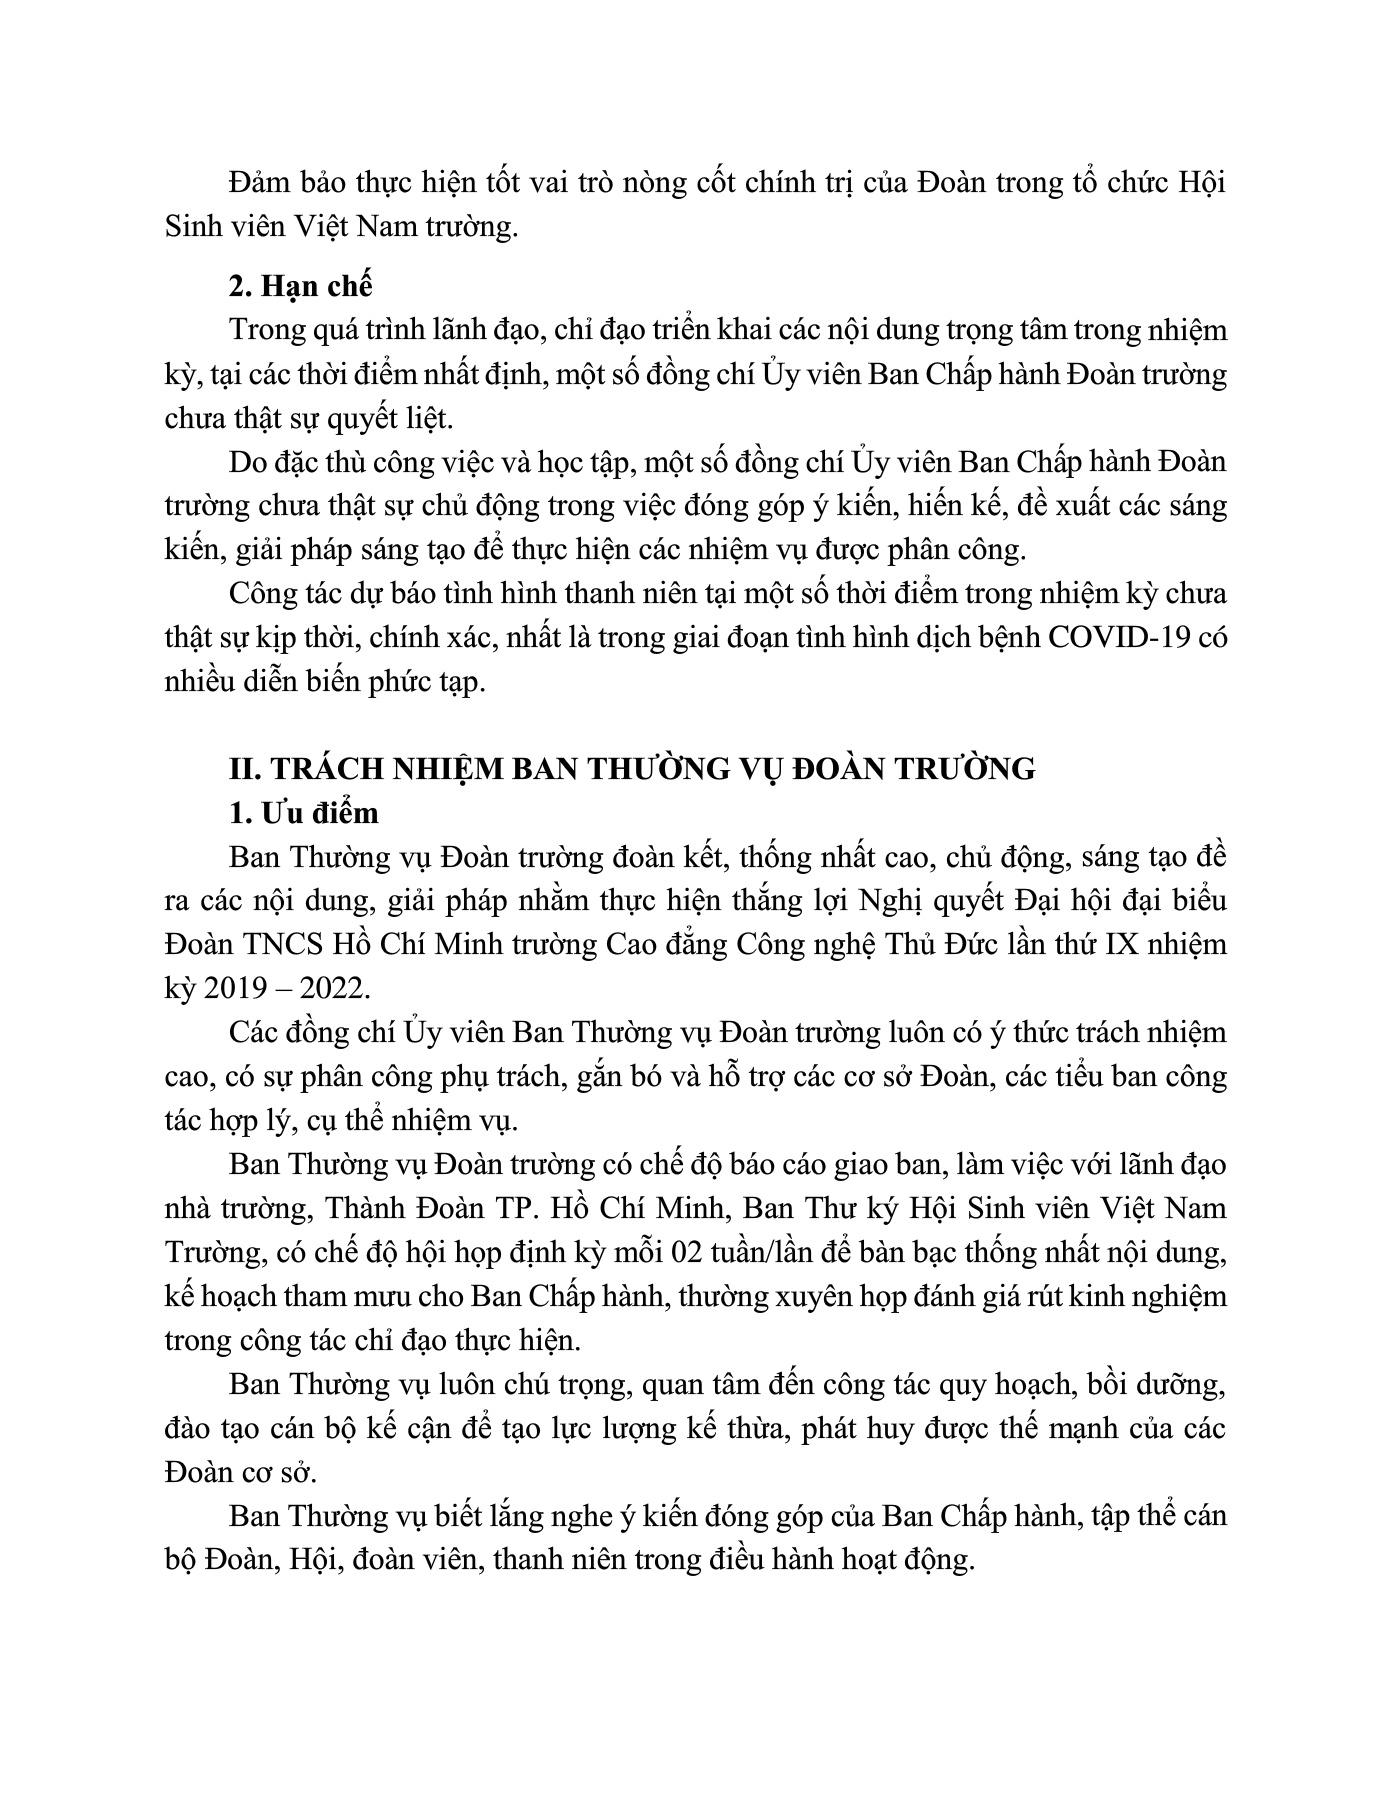 Đảm bảo thực hiện tốt vai trò nòng cốt chính trị của Đoàn trong tổ chức Hội
Sinh viên Việt Nam trường.
2. Hạn chế
Trong quá trình lãnh đạo, chỉ đạo triển khai các nội dung trọng tâm trong nhiệm
kỳ, tại các thời điểm nhất định, một số đồng chí Ủy viên Ban Chấp hành Đoàn trường
chưa thật sự quyết liệt.
Do đặc thù công việc và học tập, một số đồng chí Ủy viên Ban Chấp hành Đoàn
trường chưa thật sự chủ động trong việc đóng góp ý kiến, hiến kế, đề xuất các sáng
kiến, giải pháp sáng tạo để thực hiện các nhiệm vụ được phân công.
Công tác dự báo tình hình thanh niên tại một số thời điểm trong nhiệm kỳ chưa
thật sự kịp thời, chính xác, nhất là trong giai đoạn tình hình dịch bệnh COVID-19 có
nhiều diễn biến phức tạp.
II. TRÁCH NHIỆM BAN THƯỜNG VỤ ĐOÀN TRƯỜNG
1. Ưu điểm
Ban Thường vụ Đoàn trường đoàn kết, thống nhất cao, chủ động, sáng tạo đề
ra các nội dung, giải pháp nhằm thực hiện thắng lợi Nghị quyết Đại hội đại biểu
Đoàn TNCS Hồ Chí Minh trường Cao đẳng Công nghệ Thủ Đức lần thứ IX nhiệm
kỳ 2019 – 2022.
Các đồng chí Ủy viên Ban Thường vụ Đoàn trường luôn có ý thức trách nhiệm
cao, có sự phân công phụ trách, gắn bó và hỗ trợ các cơ sở Đoàn, các tiểu ban công
tác hợp lý, cụ thể nhiệm vụ.
Ban Thường vụ Đoàn trường có chế độ báo cáo giao ban, làm việc với lãnh đạo
nhà trường, Thành Đoàn TP. Hồ Chí Minh, Ban Thư ký Hội Sinh viên Việt Nam
Trường, có chế độ hội họp định kỳ mỗi 02 tuần/lần để bàn bạc thống nhất nội dung,
kế hoạch tham mưu cho Ban Chấp hành, thường xuyên họp đánh giá rút kinh nghiệm
trong công tác chỉ đạo thực hiện.
Ban Thường vụ luôn chú trọng, quan tâm đến công tác quy hoạch, bồi dưỡng,
đào tạo cán bộ kế cận để tạo lực lượng kế thừa, phát huy được thế mạnh của các
Đoàn cơ sở.
Ban Thường vụ biết lắng nghe ý kiến đóng góp của Ban Chấp hành, tập thể cán
bộ Đoàn, Hội, đoàn viên, thanh niên trong điều hành hoạt động.